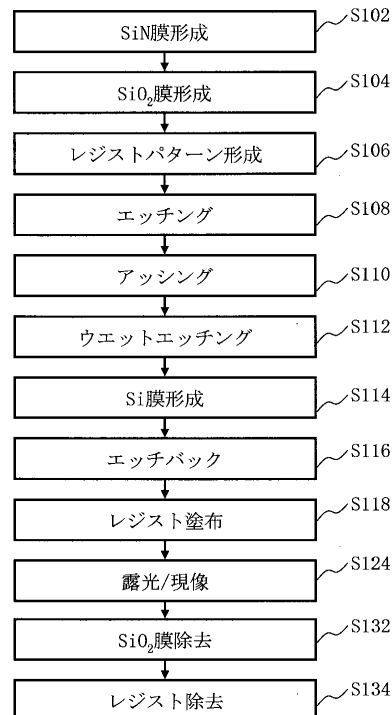 SiN膜形成 S102
SiO₂膜形成 S104
レジストパターン形成 S106
エッチング S108
アッシング S110
ウエットエッチング S112
Si膜形成 S114
エッチバック S116
レジスト塗布 S118
露光/現像 S124
SiO₂膜除去 S132
レジスト除去 S134